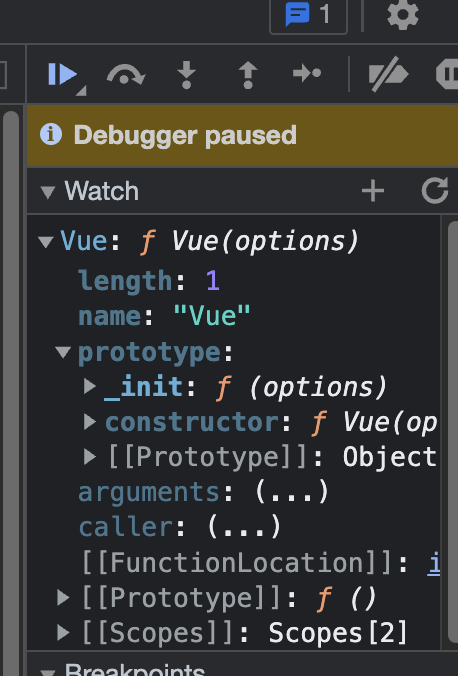 1
Debugger paused
Watch
Vue: ƒ Vue(options)
length: 1
name: "Vue"
prototype:
_init: ƒ (options)
constructor: ƒ Vue(op
[[Prototype]]: Object
arguments: (...)
caller: (...)
[[FunctionLocation]]: i
[[Prototype]]: ƒ ()
[[Scopes]]: Scopes[2]
Breakpoints